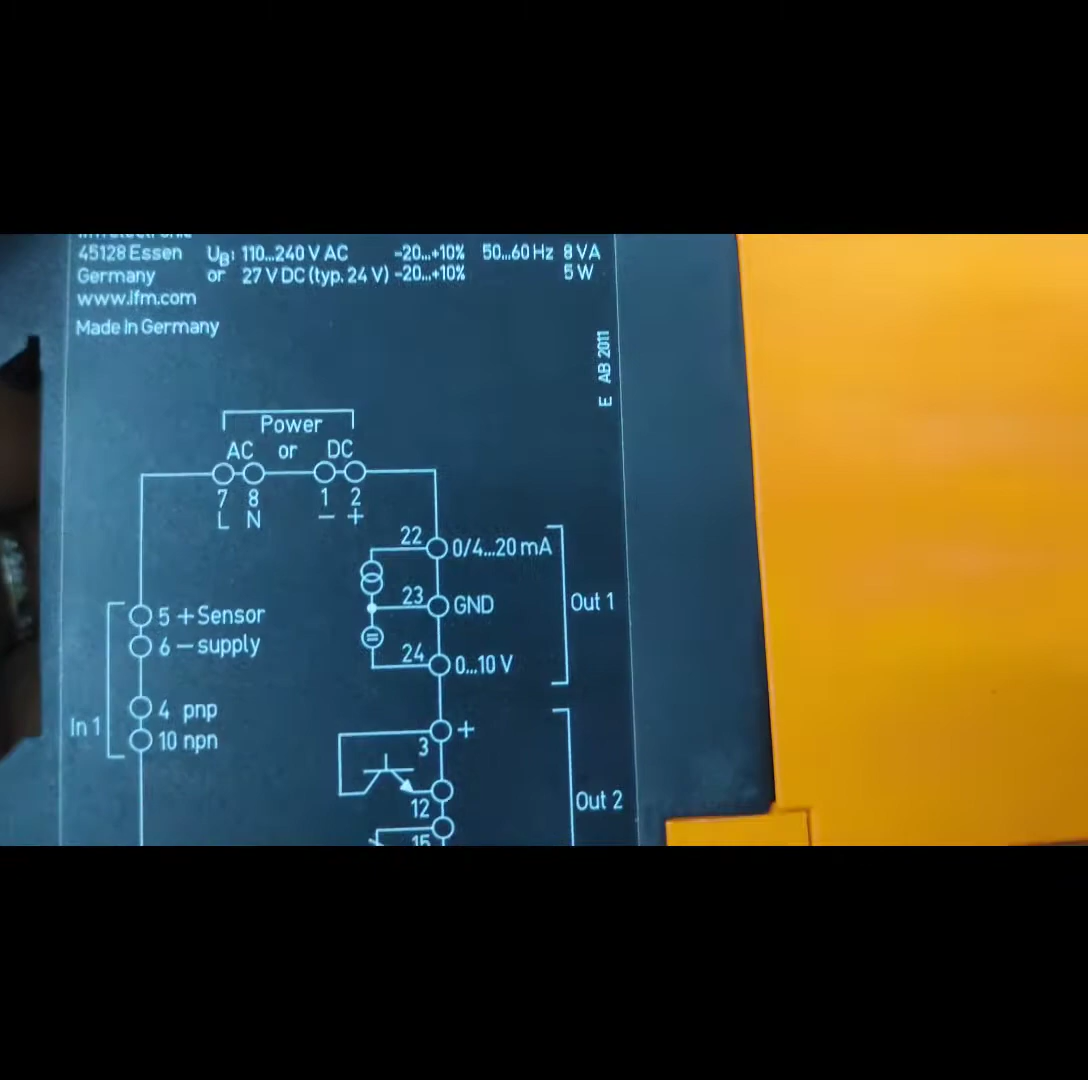 45128 Essen UB: 110...240 V AC -20...+10% 50...60 Hz 8 VA
Germany or 27 V DC (typ. 24 V) -20...+10% 5 W
www.ifm.com
Made in Germany
E AB 2011
Power
AC or DC
7 8 1 2
L N – +
22 0/4...20 mA
23 GND
Out 1
24 0...10 V
5 + Sensor
6 – supply
4 pnp
In 1
10 npn
3 +
12
Out 2
15